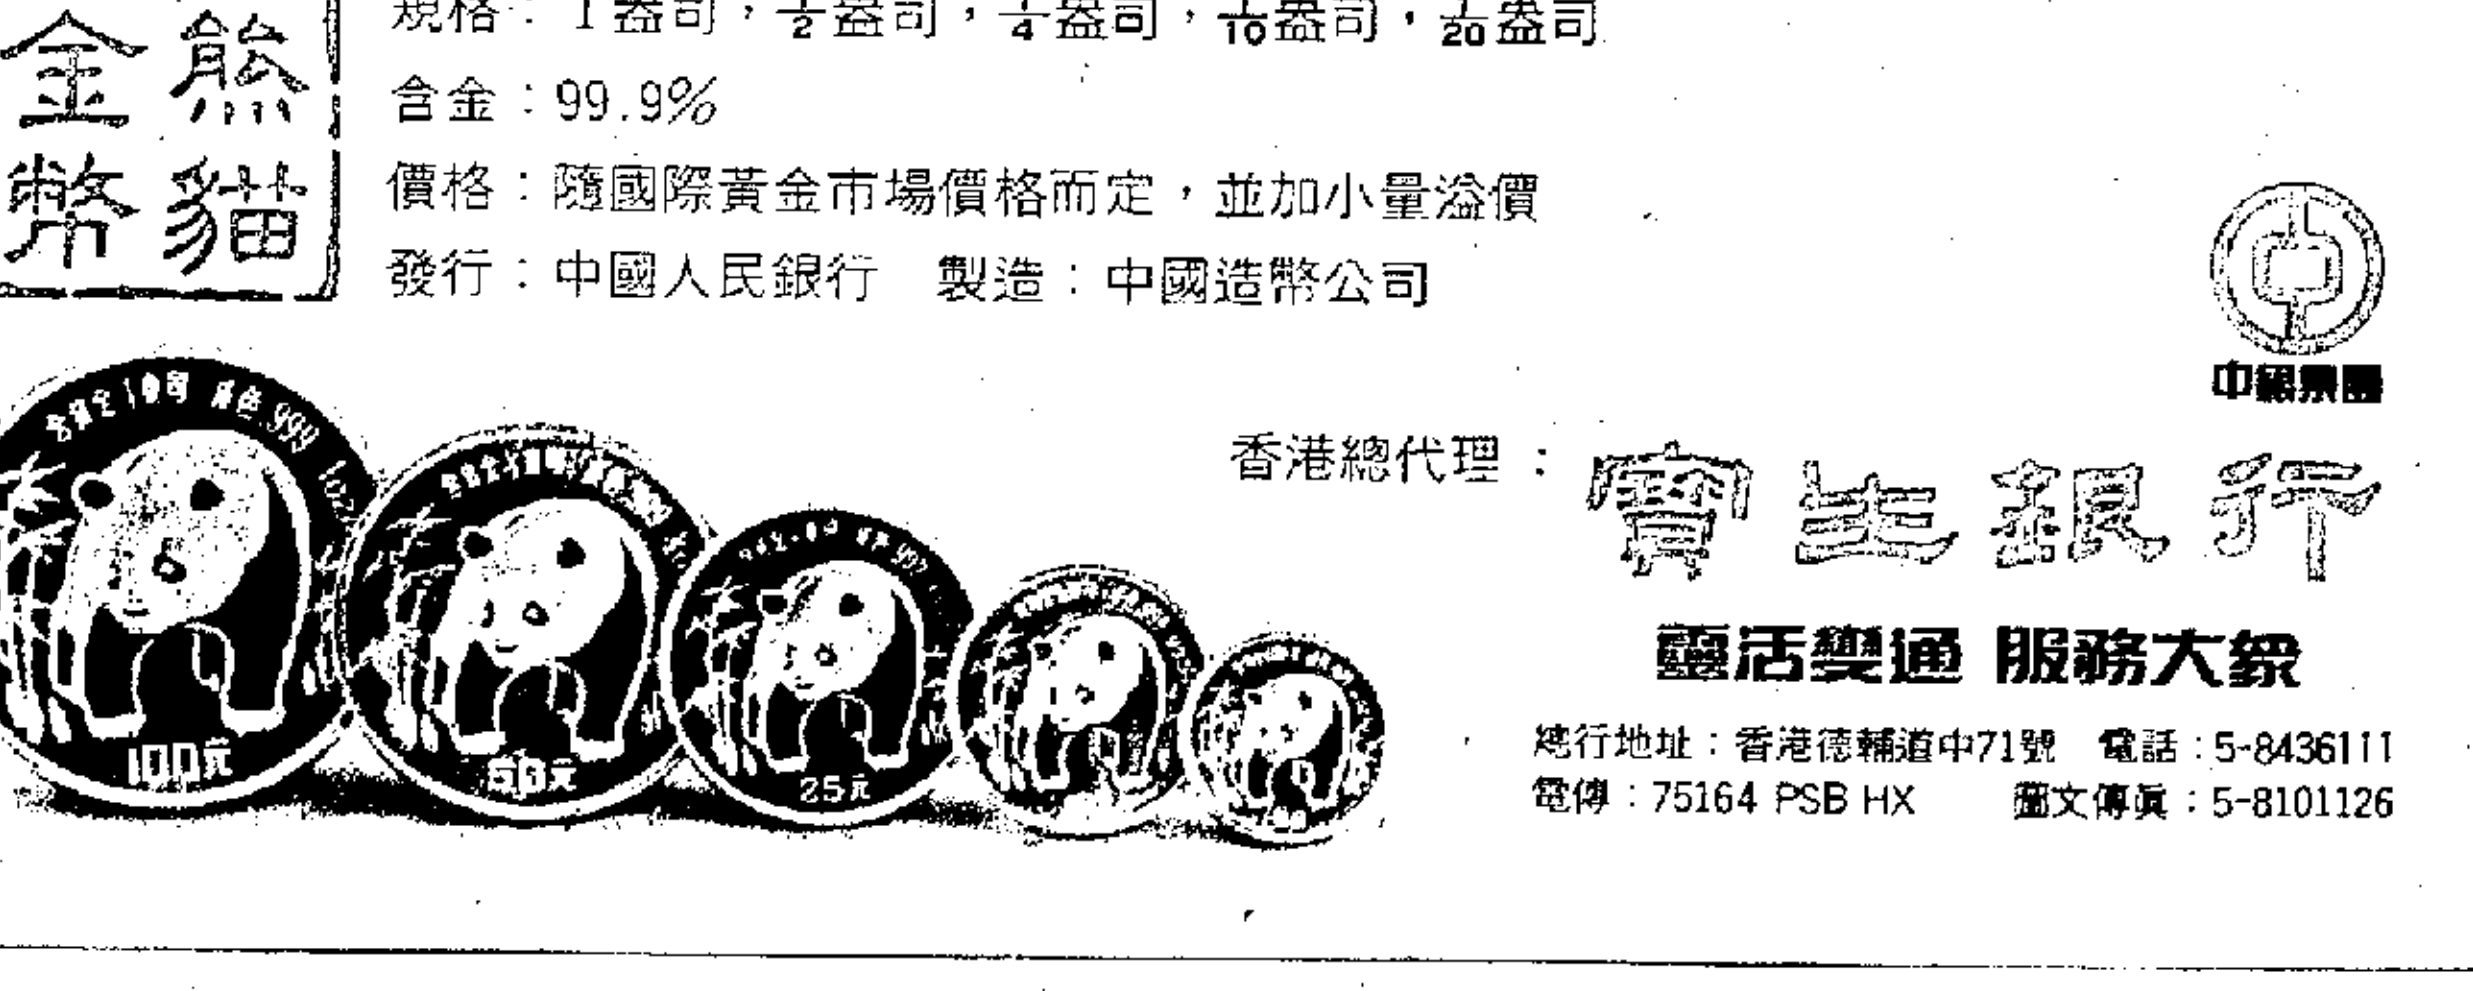 熊貓
金幣
規格：1盎司，1/2盎司，1/4盎司，1/10盎司，1/20盎司
含金：99.9%
價格：隨國際黃金市場價格而定，並加小量溢價
發行：中國人民銀行　製造：中國造幣公司
中銀集團
香港總代理：寶生銀行
靈活變通 服務大衆
總行地址：香港德輔道中71號　電話：5-8436111
電傳：75164 PSB HX　圖文傳真：5-8101126
100元
50元
25元